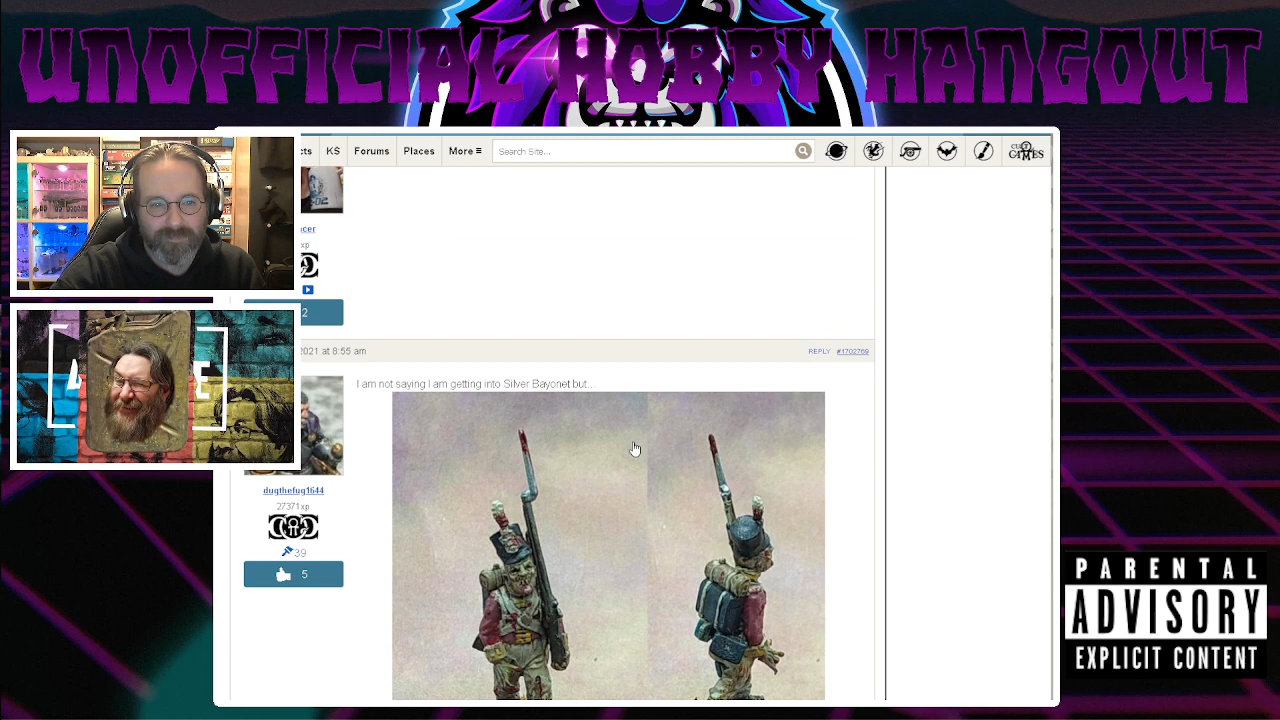 UNOFFICIAL HOBBY HANGOUT
cts KS Forums Places More ≡ Search Site...
cer
xp
2
2021 at 8:55 am REPLY #1702769
I am not saying I am getting into Silver Bayonet but...
dugthefug1644
27371xp
39
5
PARENTAL
ADVISORY
EXPLICIT CONTENT